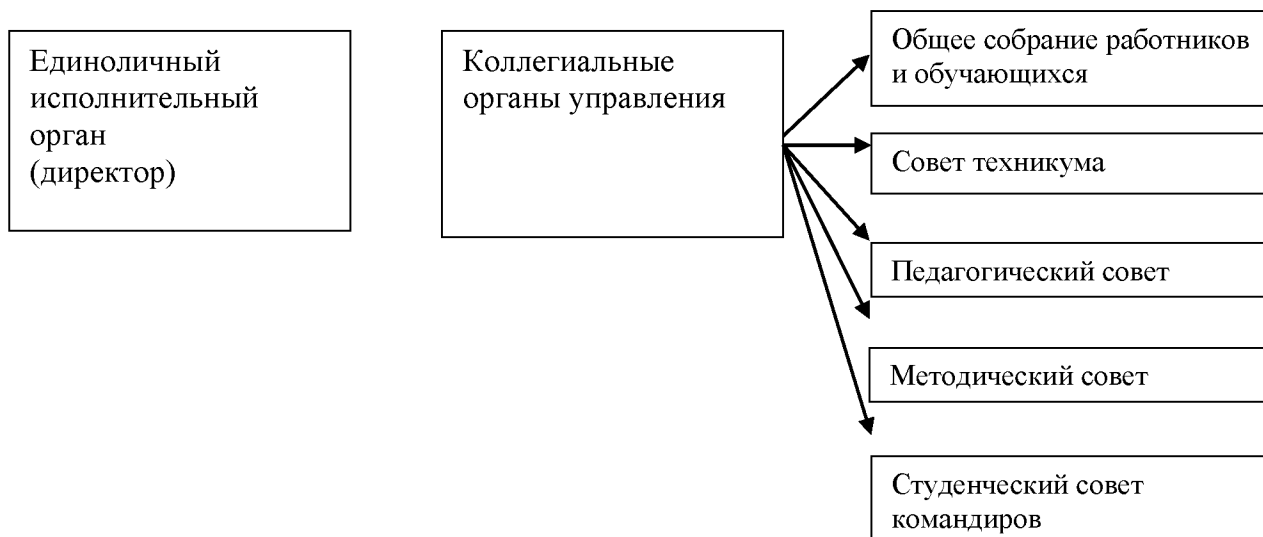 Единоличный
исполнительный
орган
(директор)
Коллегиальные
органы управления
Общее собрание работников
и обучающихся
Совет техникума
Педагогический совет
Методический совет
Студенческий совет
командиров